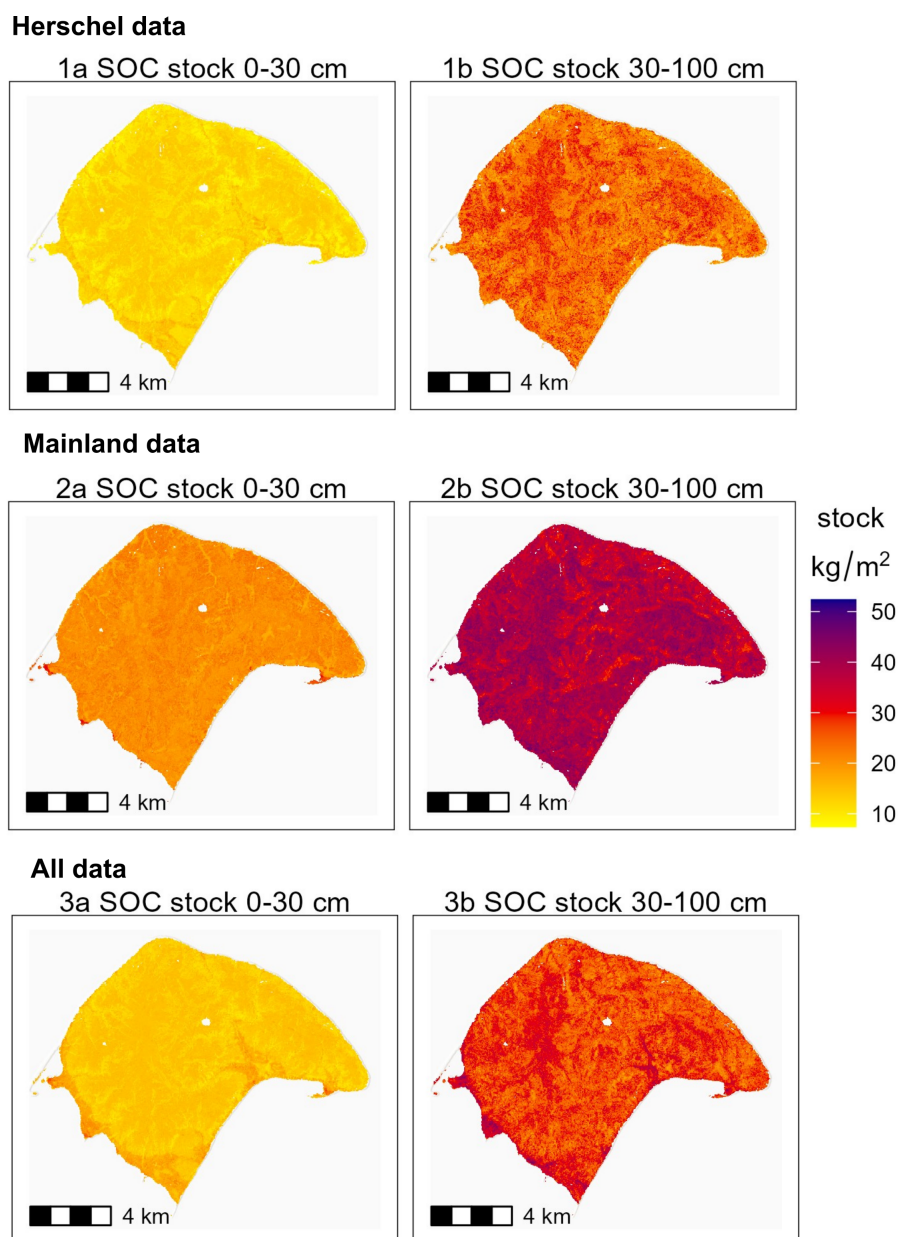 Herschel data
1a SOC stock 0-30 cm
1b SOC stock 30-100 cm
4 km
4 km
Mainland data
2a SOC stock 0-30 cm
2b SOC stock 30-100 cm
stock
kg/m²
50
40
30
20
10
4 km
4 km
All data
3a SOC stock 0-30 cm
3b SOC stock 30-100 cm
4 km
4 km